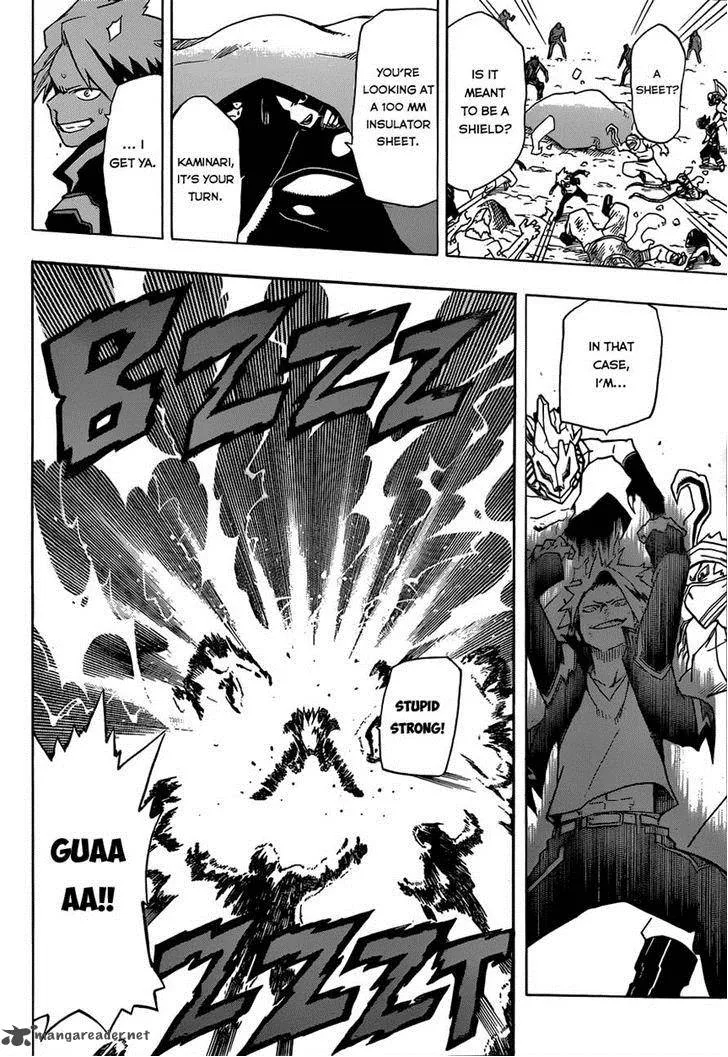 A
SHEET?
IS IT
MEANT
TO BE A
SHIELD?
YOU'RE
LOOKING AT
A 100 MM
INSULATOR
SHEET.
KAMINARI,
IT'S YOUR
TURN.
... I
GET YA.
IN THAT
CASE,
I'M...
BZZZ
STUPID
STRONG!
GUAA
AA!!
ZZZT
mangareader.net